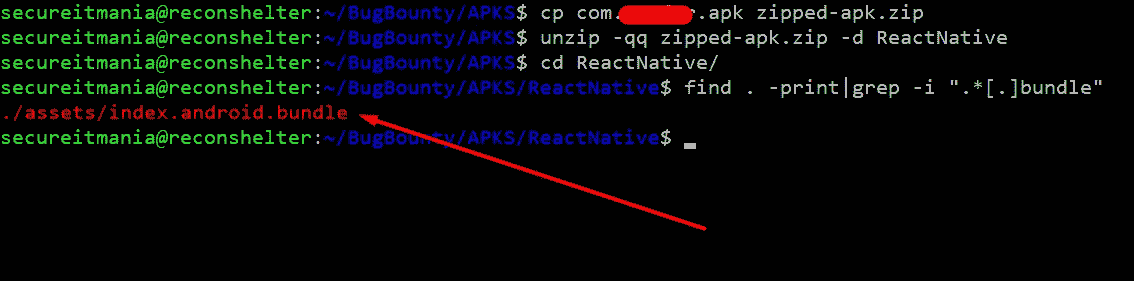 secureitmania@reconshelter:~/BugBounty/APKS$ cp com. r.apk zipped-apk.zip
secureitmania@reconshelter:~/BugBounty/APKS$ unzip -qq zipped-apk.zip -d ReactNative
secureitmania@reconshelter:~/BugBounty/APKS$ cd ReactNative/
secureitmania@reconshelter:~/BugBounty/APKS/ReactNative$ find . -print|grep -i ".*[.]bundle"
./assets/index.android.bundle
secureitmania@reconshelter:~/BugBounty/APKS/ReactNative$